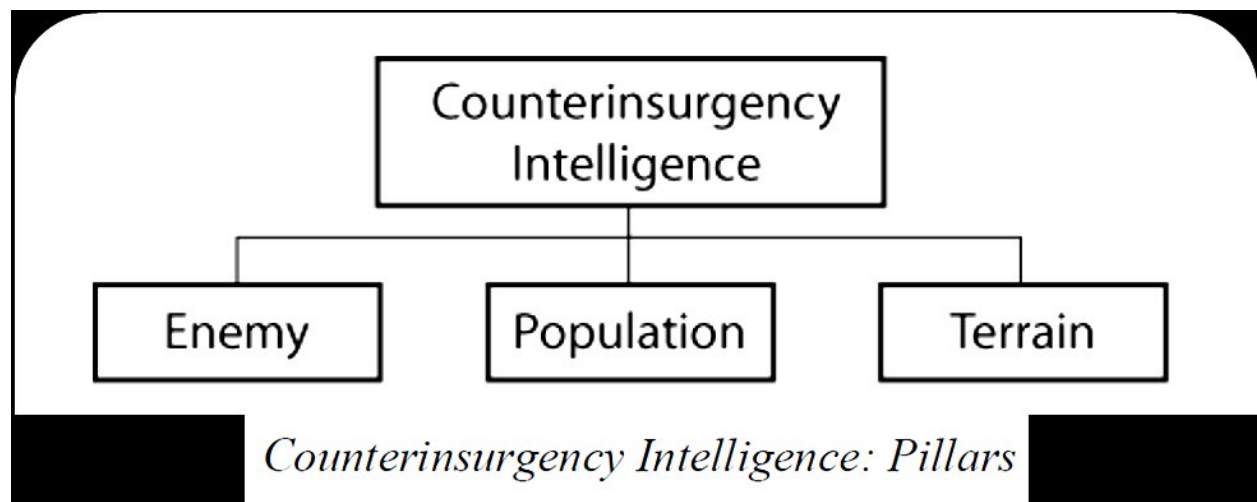 Counterinsurgency
Intelligence
Enemy
Population
Terrain
Counterinsurgency Intelligence: Pillars